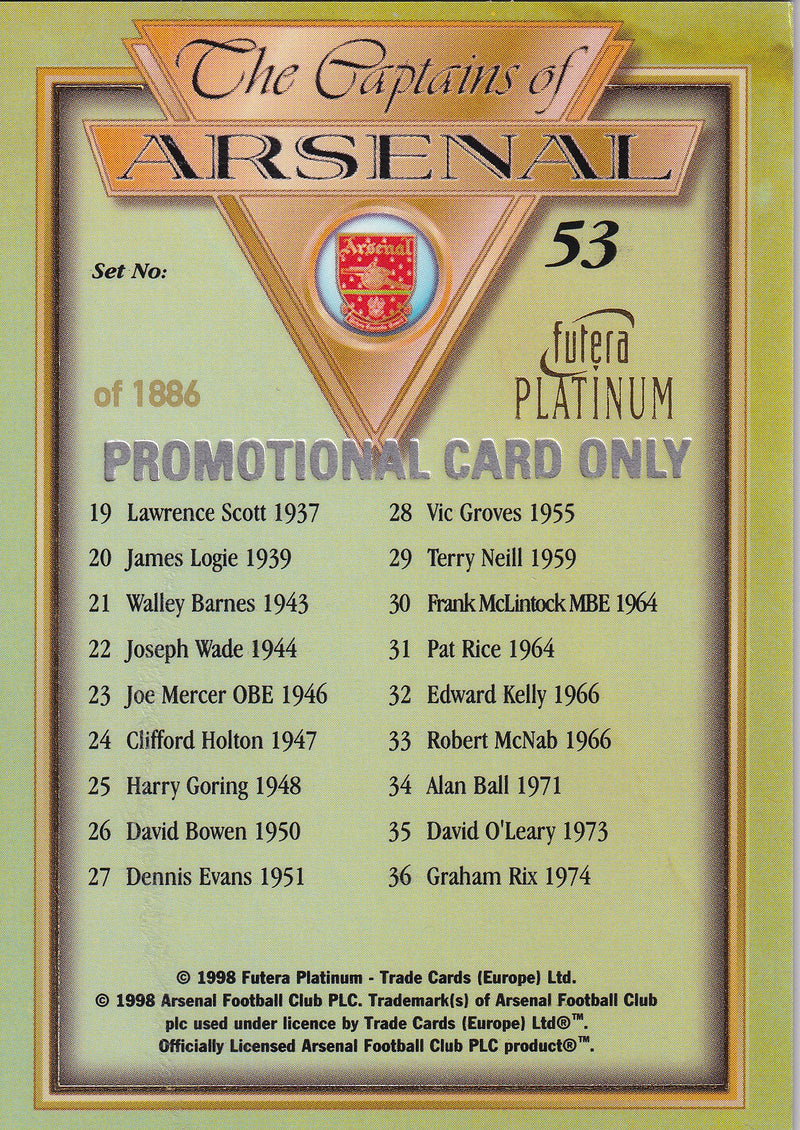 The Captains of
ARSENAL
Arsenal
53
Set No:
futera
PLATINUM
of 1886
PROMOTIONAL CARD ONLY
19 Lawrence Scott 1937
20 James Logie 1939
21 Walley Barnes 1943
22 Joseph Wade 1944
23 Joe Mercer OBE 1946
24 Clifford Holton 1947
25 Harry Goring 1948
26 David Bowen 1950
27 Dennis Evans 1951
28 Vic Groves 1955
29 Terry Neill 1959
30 Frank McLintock MBE 1964
31 Pat Rice 1964
32 Edward Kelly 1966
33 Robert McNab 1966
34 Alan Ball 1971
35 David O'Leary 1973
36 Graham Rix 1974
© 1998 Futera Platinum - Trade Cards (Europe) Ltd.
© 1998 Arsenal Football Club PLC. Trademark(s) of Arsenal Football Club
plc used under licence by Trade Cards (Europe) Ltd®™.
Officially Licensed Arsenal Football Club PLC product®™.